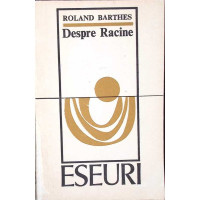 ROLAND BARTHES
Despre Racine
ESEURI